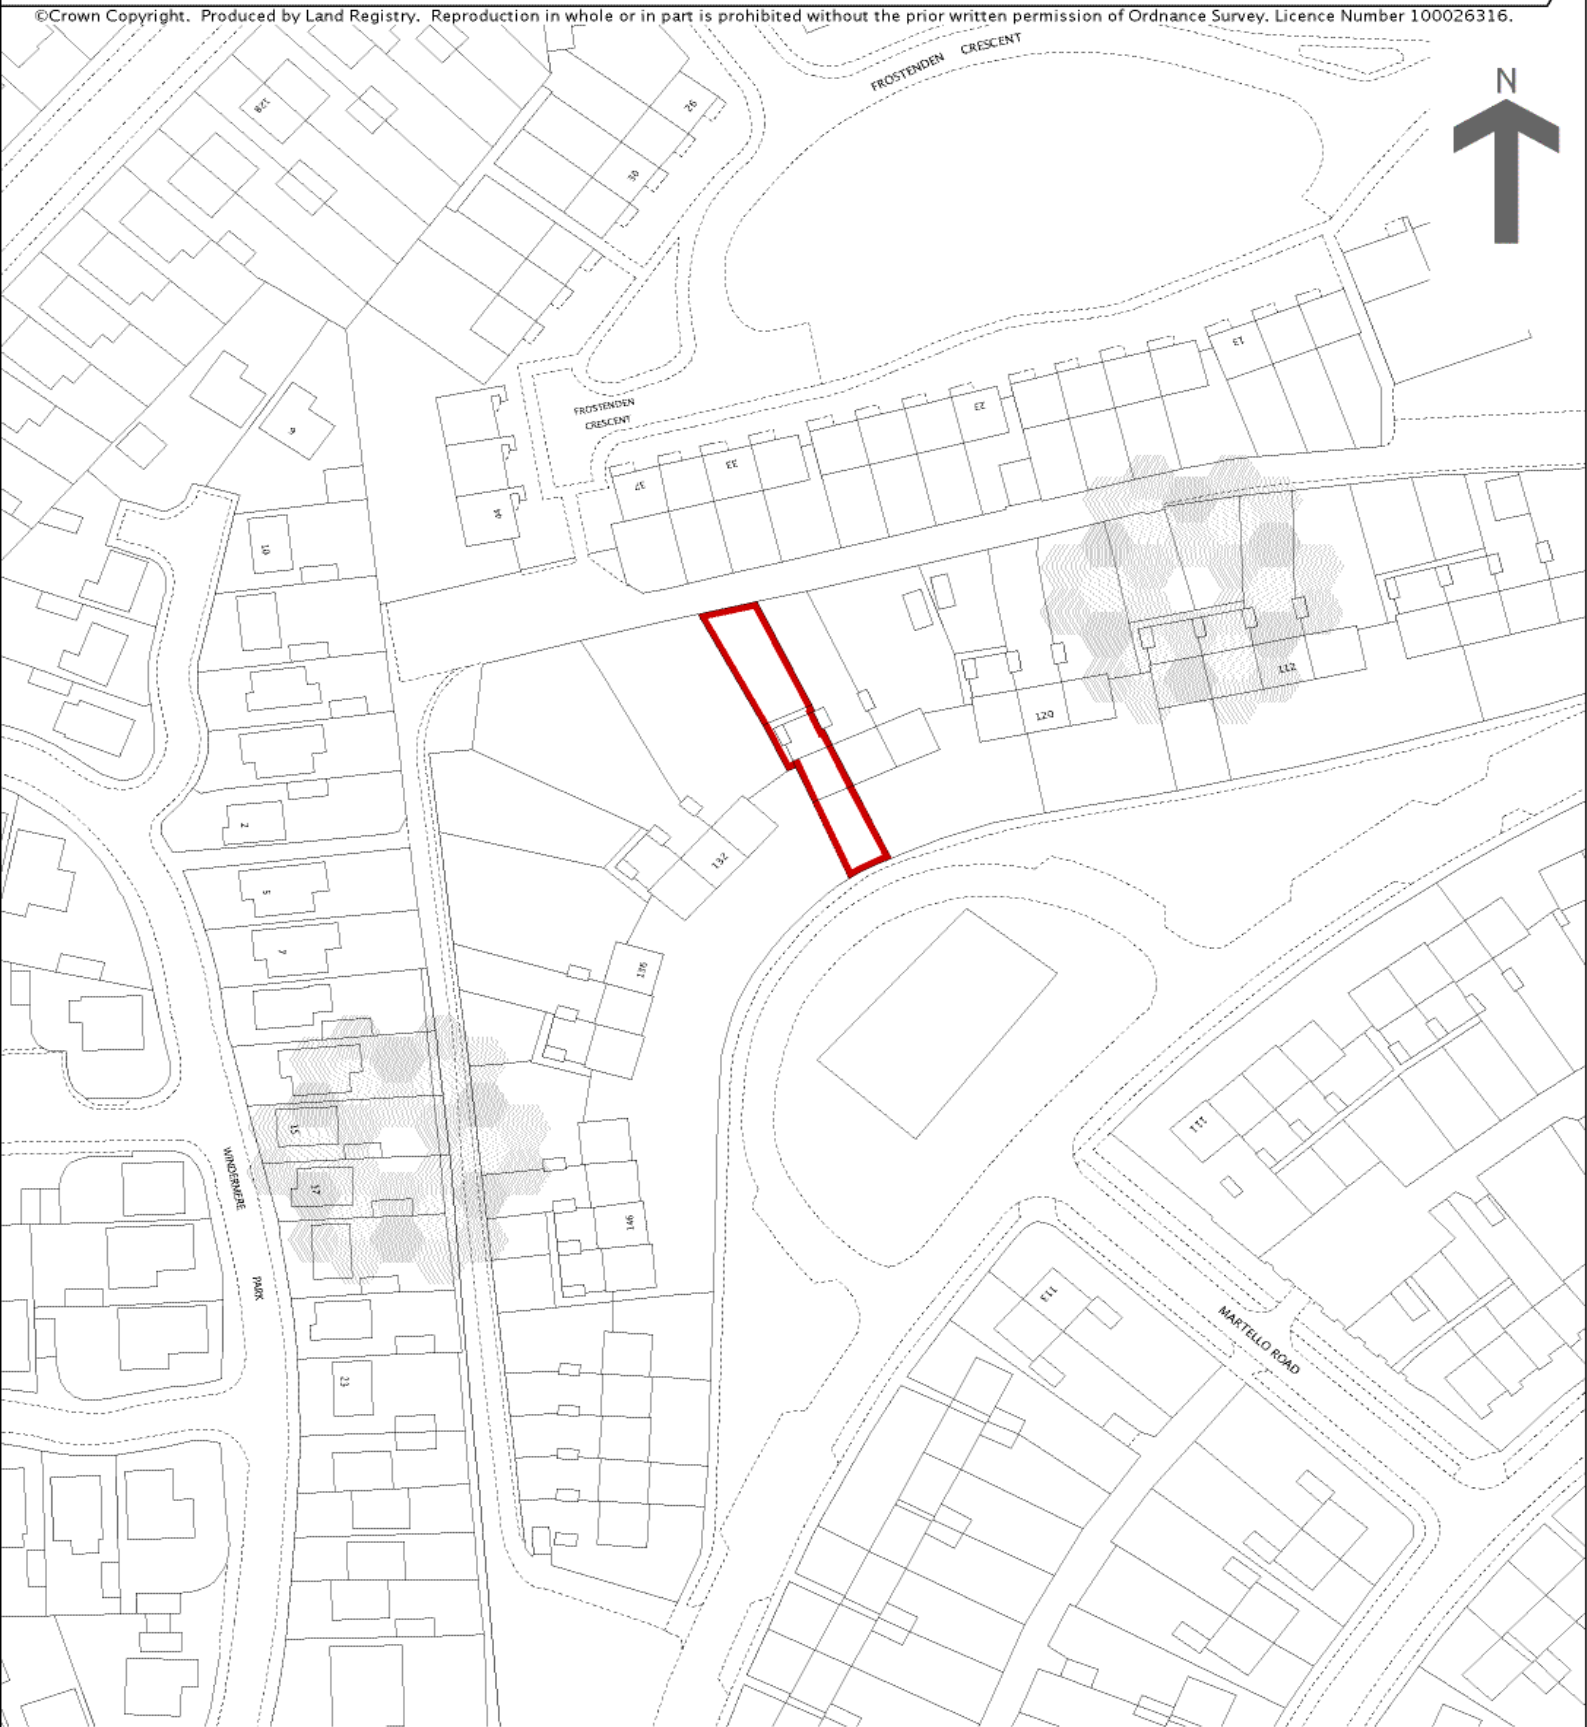 ©Crown Copyright. Produced by Land Registry. Reproduction in whole or in part is prohibited without the prior written permission of Ordnance Survey. Licence Number 100026316.
FROSTENDEN CRESCENT
N
128
26
30
13
FROSTENDEN
CRESCENT
23
9
33
37
10
112
120
2
132
5
7
136
111
15
WINDERMERE
17
146
PARK
113
MARTELLO ROAD
23